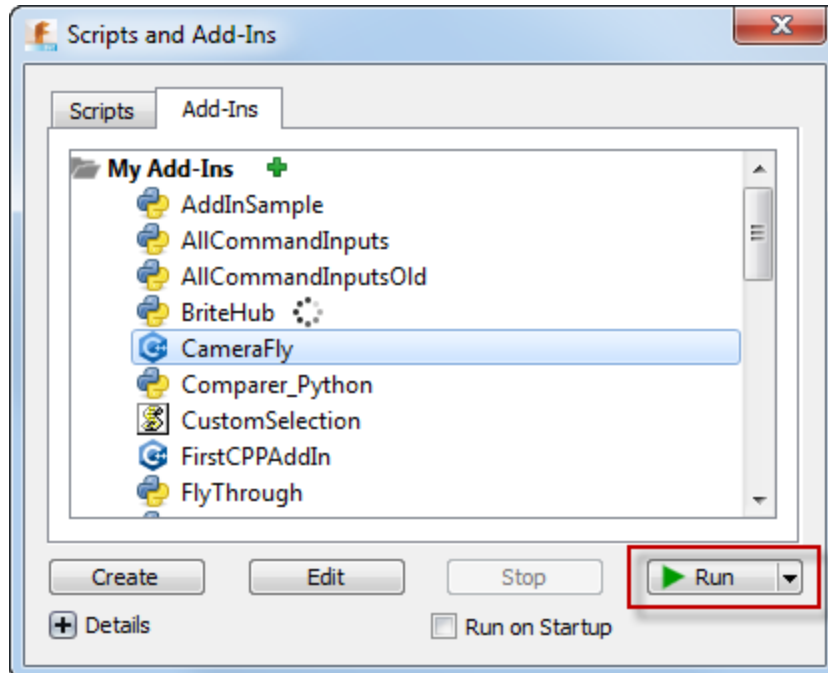 Scripts and Add-Ins
Scripts Add-Ins
My Add-Ins
AddInSample
AllCommandInputs
AllCommandInputsOld
BriteHub
CameraFly
Comparer_Python
CustomSelection
FirstCPPAddIn
FlyThrough
Create Edit Stop Run
Details Run on Startup